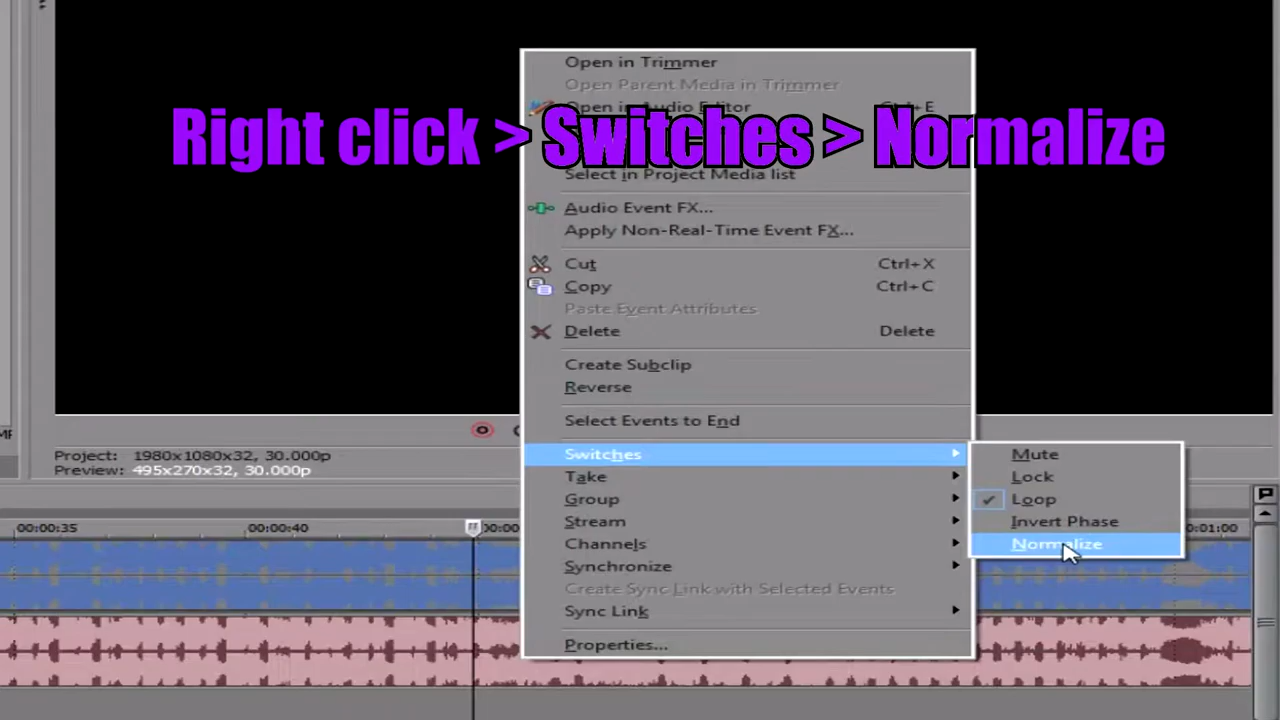 Open in Trimmer
Open Parent Media in Trimmer
Open in Audio Editor Ctrl+E
Right click > Switches > Normalize
Select in Project Media list
Audio Event FX...
Apply Non-Real-Time Event FX...
Cut Ctrl+X
Copy Ctrl+C
Paste Event Attributes
Delete Delete
Create Subclip
Reverse
Select Events to End
Project: 1980x1080x32, 30.000p
Preview: 495x270x32, 30.000p
Switches
Take
Group
Stream
Channels
Synchronize
Create Sync Link with Selected Events
Sync Link
Properties...
Mute
Lock
Loop
Invert Phase
Normalize
00:00:35 00:00:40 00:01:00